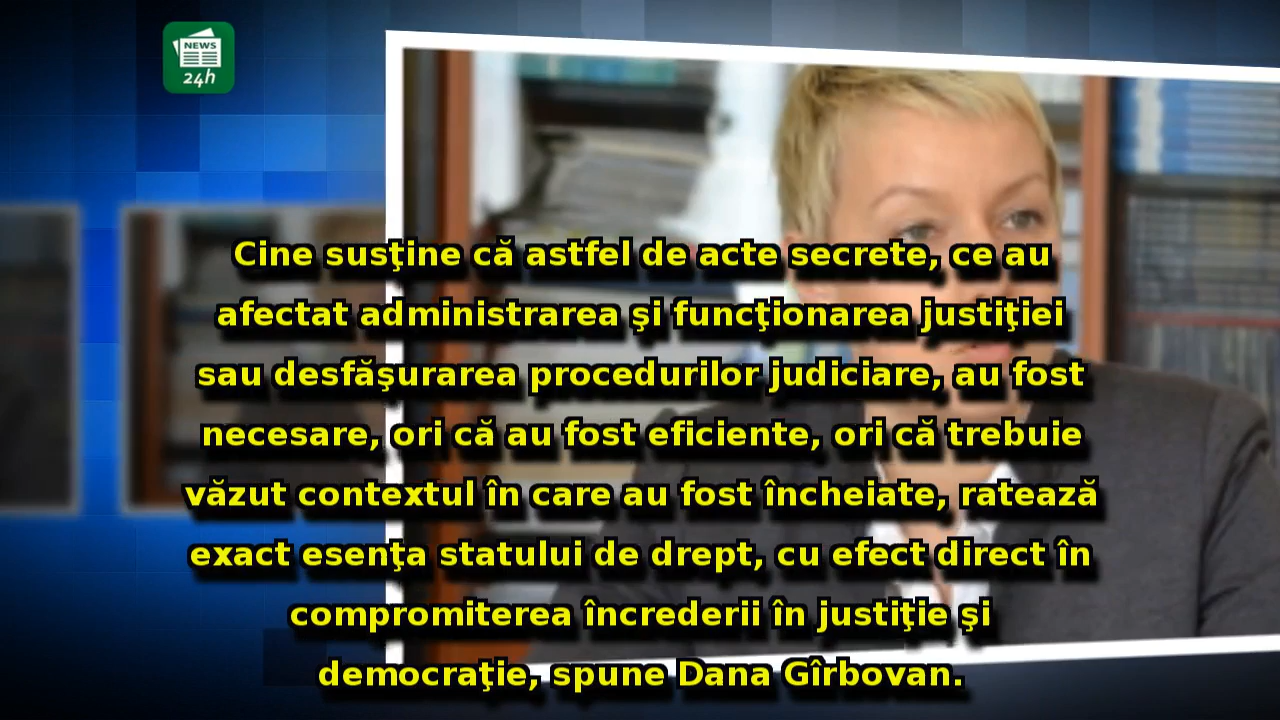 NEWS
24h
Cine susţine că astfel de acte secrete, ce au
afectat administrarea şi funcţionarea justiţiei
sau desfăşurarea procedurilor judiciare, au fost
necesare, ori că au fost eficiente, ori că trebuie
văzut contextul în care au fost încheiate, ratează
exact esenţa statului de drept, cu efect direct în
compromiterea încrederii în justiţie şi
democraţie, spune Dana Gîrbovan.